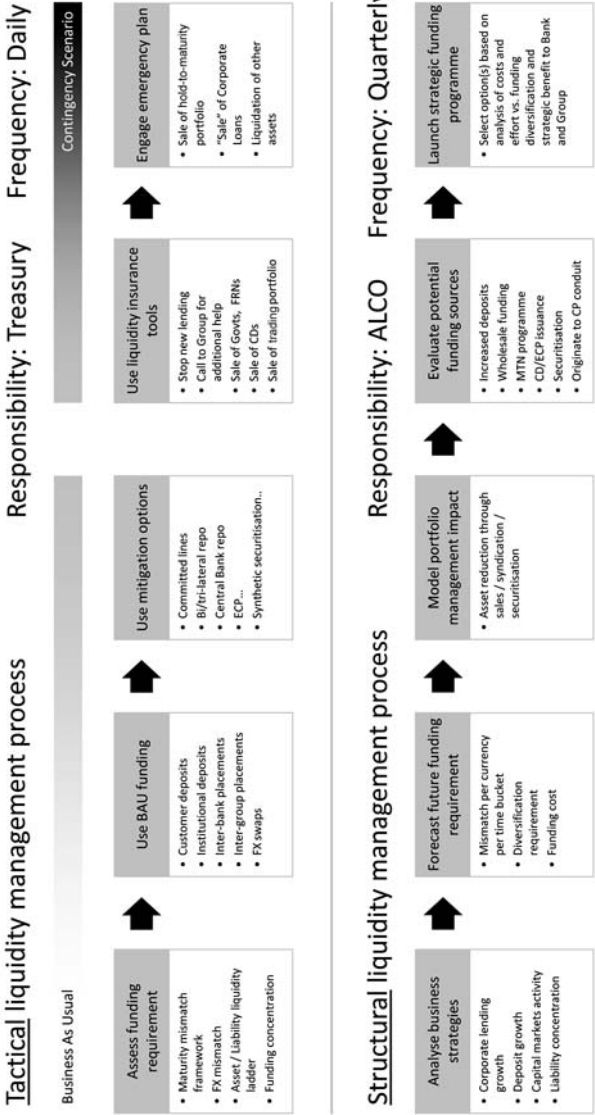 Tactical liquidity management process
Responsibility: Treasury
Frequency: Daily
Business As Usual
Contingency Scenario
Assess funding
requirement
• Maturity mismatch
framework
• FX mismatch
• Asset / Liability liquidity
ladder
• Funding concentration
Use BAU funding
• Customer deposits
• Institutional deposits
• Inter-bank placements
• Inter-group placements
• FX swaps
Use mitigation options
• Committed lines
• Bi/tri-lateral repo
• Central Bank repo
• ECP...
• Synthetic securitisation..
Use liquidity insurance
tools
• Stop new lending
• Call to Group for
additional help
• Sale of Govts, FRNs
• Sale of CDs
• Sale of trading portfolio
Engage emergency plan
• Sale of hold-to-maturity
portfolio
• "Sale" of Corporate
Loans
• Liquidation of other
assets
Structural liquidity management process
Responsibility: ALCO
Frequency: Quarterly
Analyse business
strategies
• Corporate lending
growth
• Deposit growth
• Capital markets activity
• Liability concentration
Forecast future funding
requirement
• Mismatch per currency
per time bucket
• Diversification
requirement
• Funding cost
Model portfolio
management impact
• Asset reduction through
sales / syndication /
securitisation
Evaluate potential
funding sources
• Increased deposits
• Wholesale funding
• MTN programme
• CD/ECP issuance
• Securitisation
• Originate to CP conduit
Launch strategic funding
programme
• Select option(s) based on
analysis of costs and
effort vs. funding
diversification and
strategic benefit to Bank
and Group